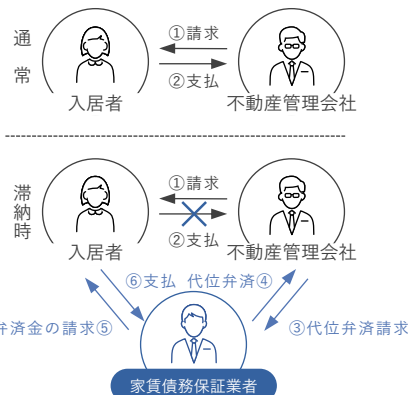 通常
①請求
②支払
入居者
不動産管理会社
滞納時
①請求
②支払
入居者
不動産管理会社
⑥支払 代位弁済④
弁済金の請求⑤
③代位弁済請求
家賃債務保証業者